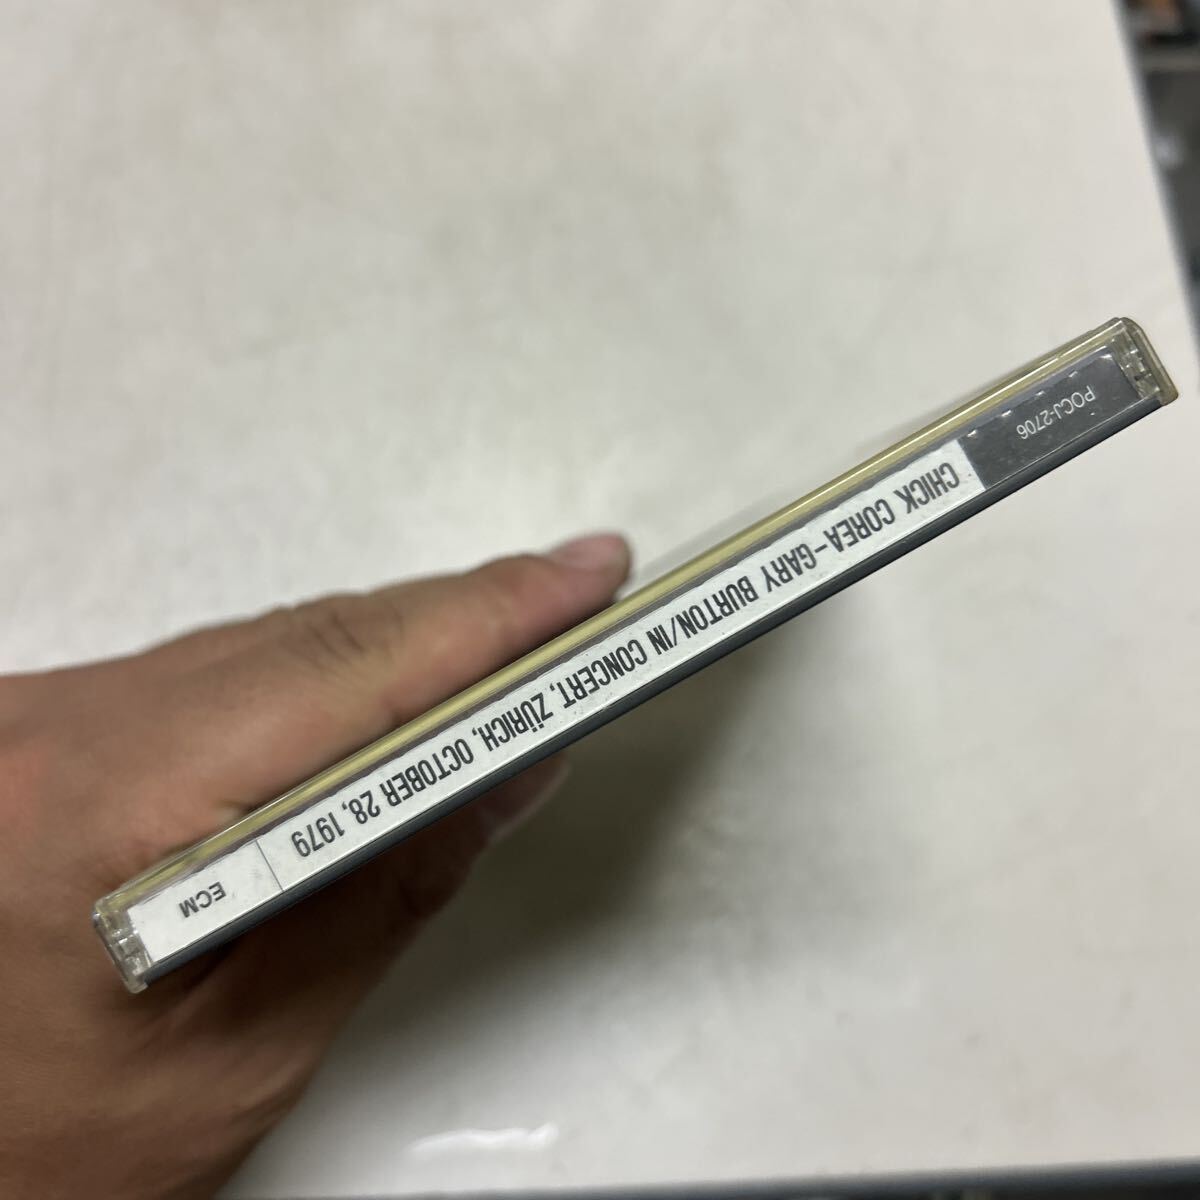 POCJ-2706
CHICK COREA-GARY BURTON/IN CONCERT, ZÜRICH, OCTOBER 28, 1979
ECM